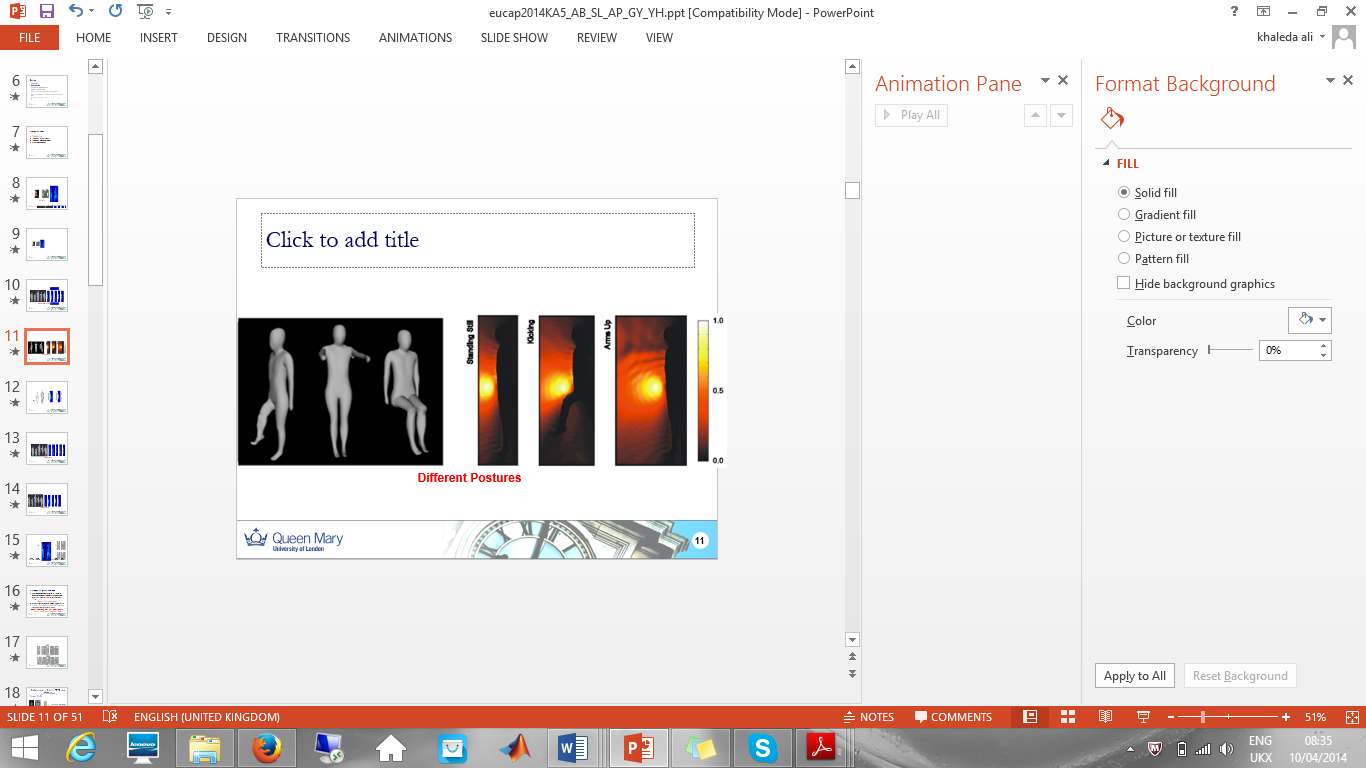 eucap2014KA5_AB_SL_AP_GY_YH.ppt [Compatibility Mode] - PowerPoint
FILE HOME INSERT DESIGN TRANSITIONS ANIMATIONS SLIDE SHOW REVIEW VIEW khaleda ali
6
7
8
9
10
11
12
13
14
15
16
17
18
Click to add title
Standing Still
Kicking
Arms Up
1.0
0.5
0.0
Different Postures
Queen Mary
University of London
11
Animation Pane
Play All
Format Background
FILL
Solid fill
Gradient fill
Picture or texture fill
Pattern fill
Hide background graphics
Color
Transparency 0%
Apply to All Reset Background
SLIDE 11 OF 51 ENGLISH (UNITED KINGDOM) NOTES COMMENTS 51%
lenovo
ENG 08:35
UKX 10/04/2014